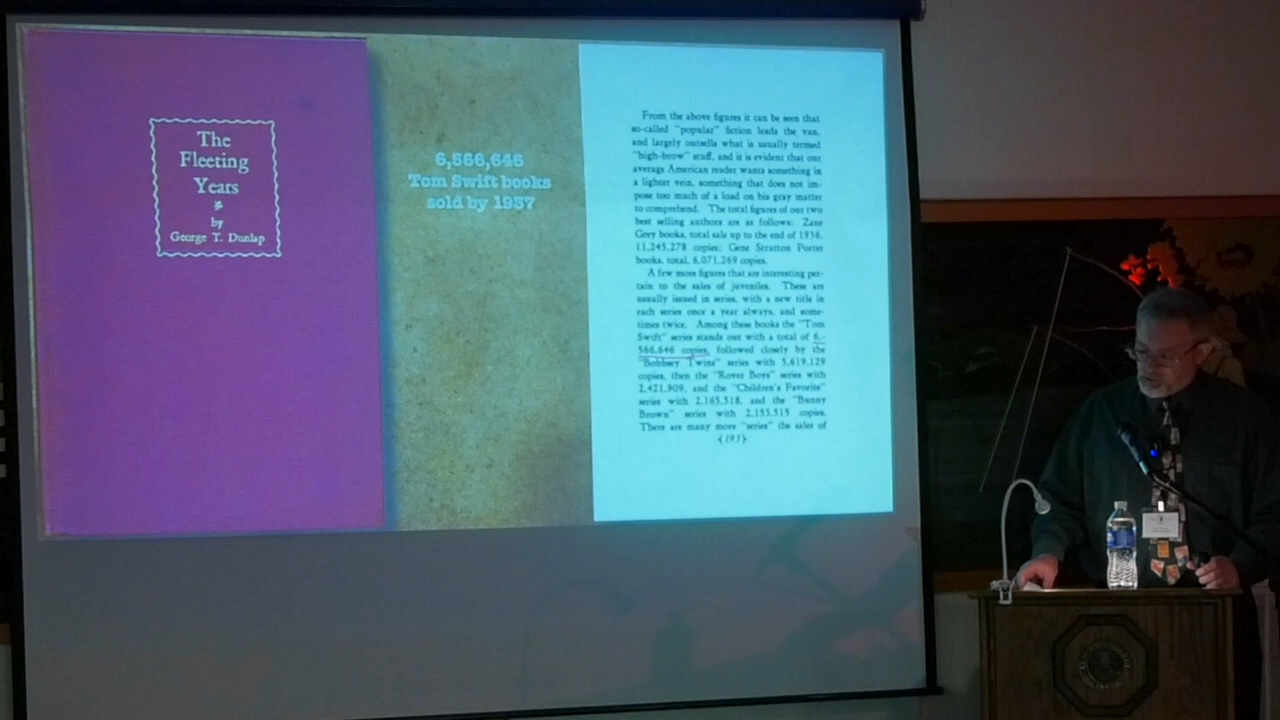 The
Fleeting
Years
by
George T. Dunlap
6,566,646
Tom Swift books
sold by 1937
From the above figures it can be seen that
so-called "popular" fiction leads the van,
and largely outsells what is usually termed
"high-brow" stuff, and it is evident that our
average American reader wants something in
a lighter vein, something that does not im-
pose too much of a load on his gray matter
to comprehend. The total figures of our two
best selling authors are as follows: Zane
Grey books, total sale up to the end of 1936,
11,245,278 copies; Gene Stratton Porter
books, total, 6,071,269 copies.
A few more figures that are interesting per-
tain to the sales of juveniles. These are
usually issued in series, with a new title in
each series once a year always, and some-
times twice. Among these books the "Tom
Swift" series stands out with a total of 6,-
566,646 copies, followed closely by the
"Bobbsey Twins" series with 5,619,129
copies, then the "Rover Boys" series with
2,421,909, and the "Children's Favorite"
series with 2,165,518, and the "Bunny
Brown" series with 2,153,515 copies.
There are many more "series" the sales of
{193}